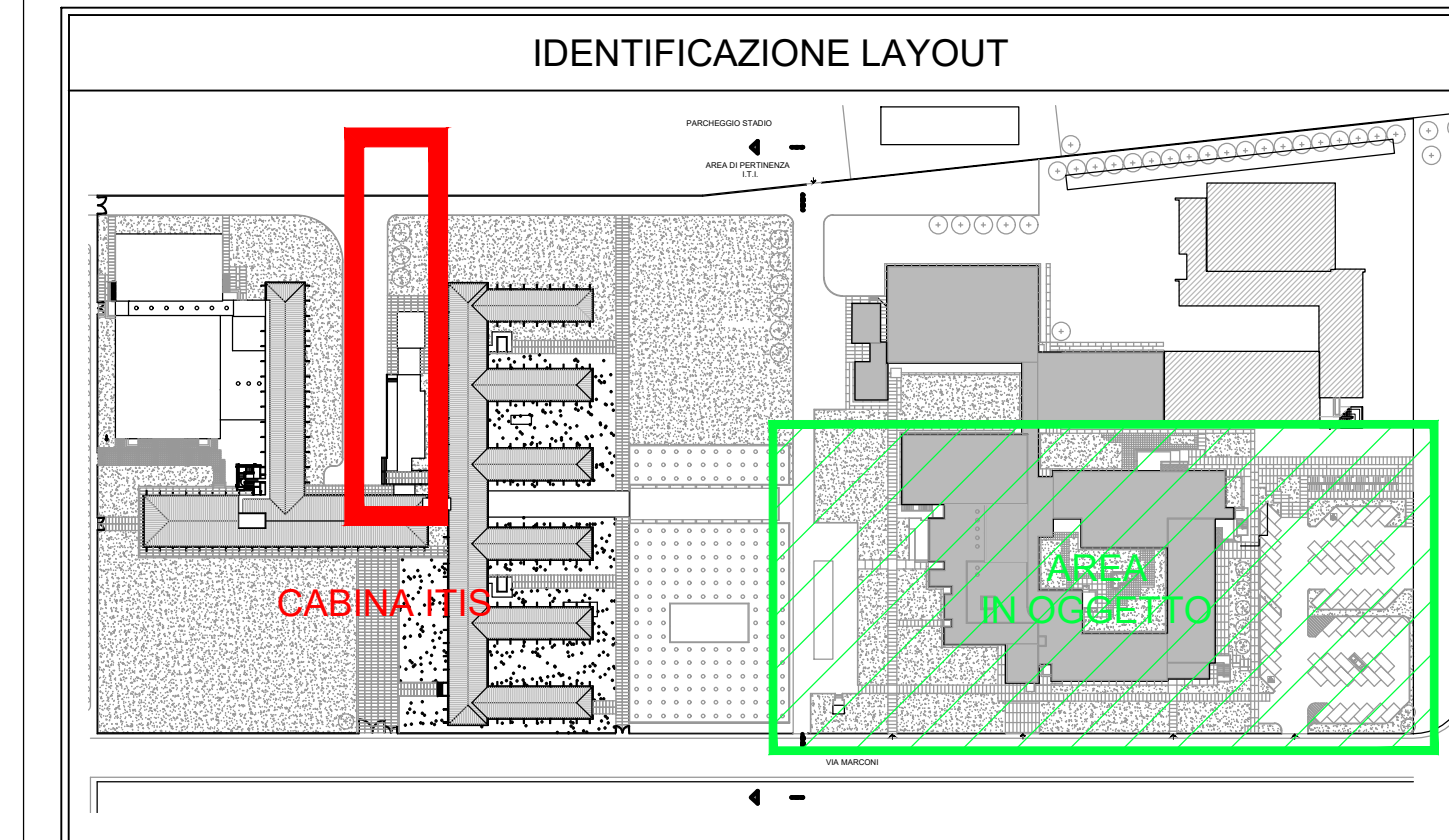 IDENTIFICAZIONE LAYOUT
PARCHEGGIO STADIO
AREA DI PERTINENZA
I.T.I.
CABINA ITIS
AREA
IN OGGETTO
VIA MARCONI